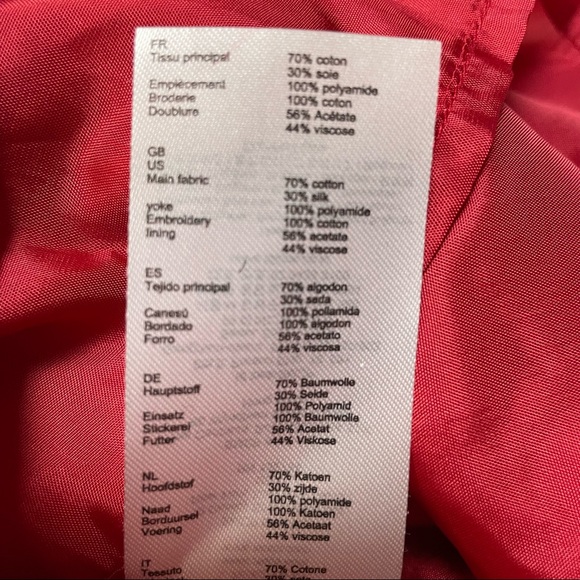 FR
Tissu principal 70% coton
30% soie
Empiècement 100% polyamide
Broderie 100% coton
Doublure 56% Acétate
44% viscose
GB
US
Main fabric 70% cotton
30% silk
yoke 100% polyamide
Embroidery 100% cotton
lining 56% acetate
44% viscose
ES
Tejido principal 70% algodon
30% seda
Canesú 100% poliamida
Bordado 100% algodon
Forro 56% acetato
44% viscosa
DE
Hauptstoff 70% Baumwolle
30% Seide
Einsatz 100% Polyamid
Stickerei 100% Baumwolle
Futter 56% Acetat
44% Viskose
NL
Hoofdstof 70% Katoen
30% zijde
100% polyamide
Naad 100% Katoen
Borduursel 56% Acetaat
Voering 44% viscose
IT
Tessuto 70% Cotone
30%